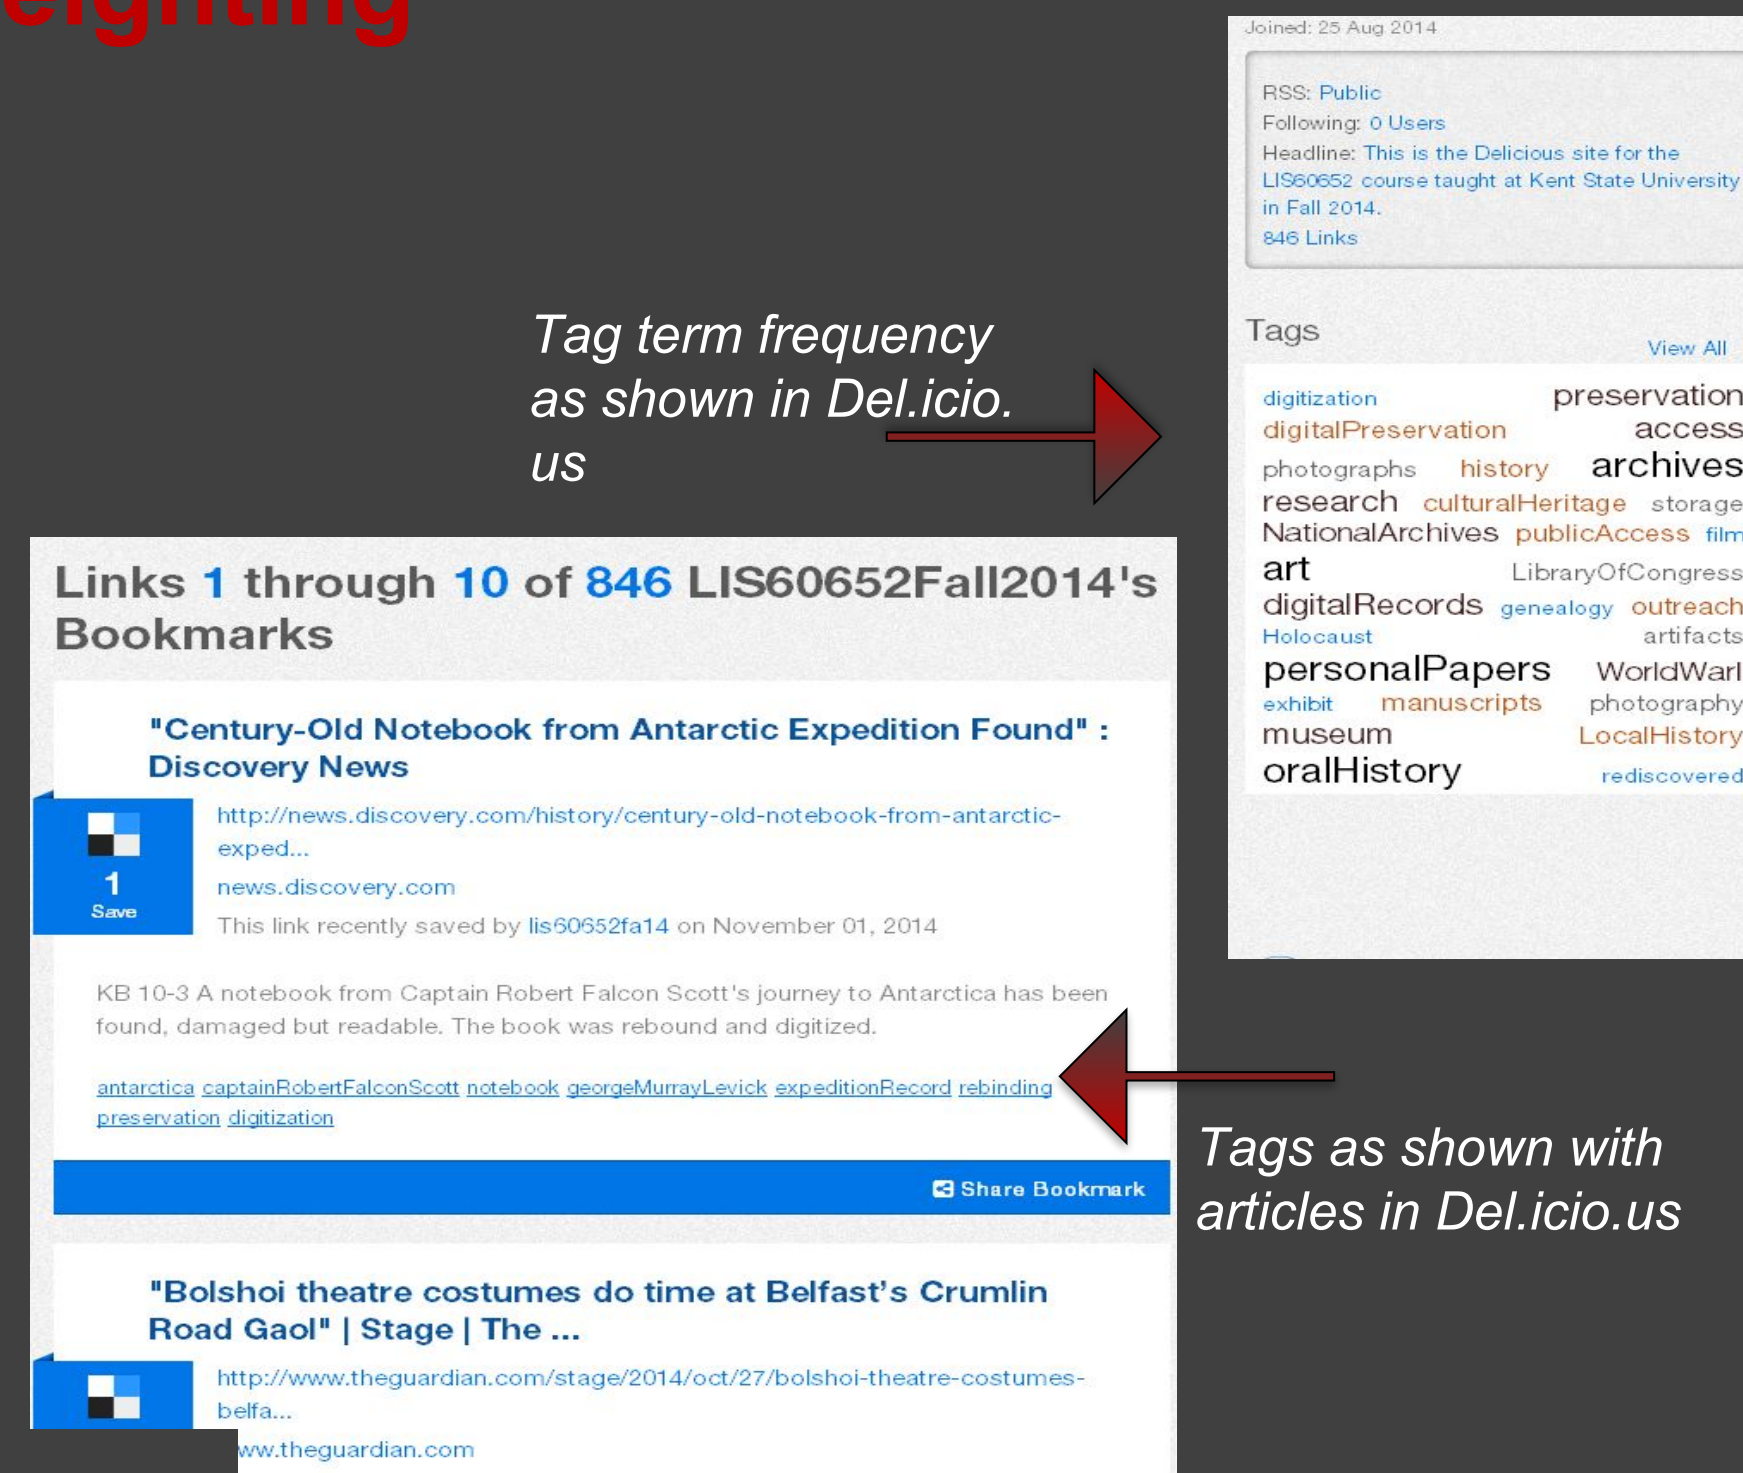 eighting
Joined: 25 Aug 2014
RSS: Public
Following: 0 Users
Headline: This is the Delicious site for the
LIS60652 course taught at Kent State University
in Fall 2014.
846 Links
Tags
View All
digitization preservation
digitalPreservation access
photographs history archives
research culturalHeritage storage
NationalArchives publicAccess film
art LibraryOfCongress
digitalRecords genealogy outreach
Holocaust artifacts
personalPapers WorldWarI
exhibit manuscripts photography
museum LocalHistory
oralHistory rediscovered
Tag term frequency
as shown in Del.icio.
us
Links 1 through 10 of 846 LIS60652Fall2014's
Bookmarks
"Century-Old Notebook from Antarctic Expedition Found" :
Discovery News
http://news.discovery.com/history/century-old-notebook-from-antarctic-
exped...
1
Save
news.discovery.com
This link recently saved by lis60652fa14 on November 01, 2014
KB 10-3 A notebook from Captain Robert Falcon Scott's journey to Antarctica has been
found, damaged but readable. The book was rebound and digitized.
antarctica captainRobertFalconScott notebook georgeMurrayLevick expeditionRecord rebinding
preservation digitization
Share Bookmark
Tags as shown with
articles in Del.icio.us
"Bolshoi theatre costumes do time at Belfast’s Crumlin
Road Gaol" | Stage | The ...
http://www.theguardian.com/stage/2014/oct/27/bolshoi-theatre-costumes-
belfa...
ww.theguardian.com